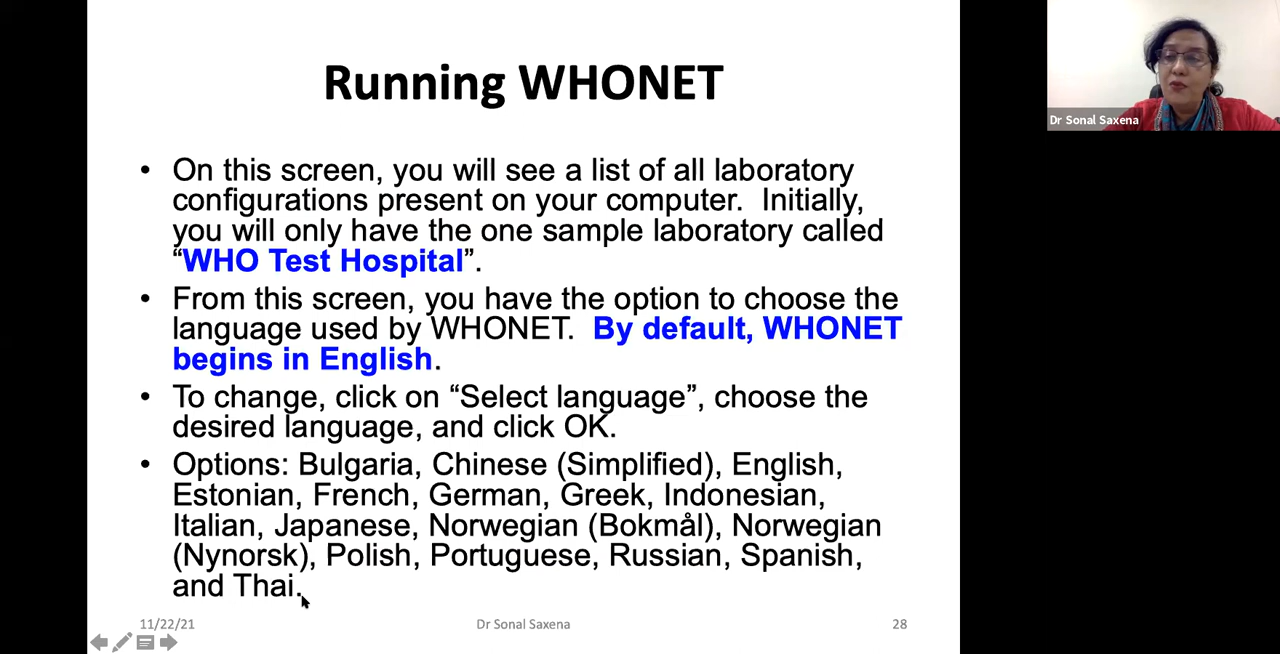 Running WHONET
• On this screen, you will see a list of all laboratory
configurations present on your computer.  Initially,
you will only have the one sample laboratory called
“WHO Test Hospital”.
• From this screen, you have the option to choose the
language used by WHONET.  By default, WHONET
begins in English.
• To change, click on “Select language”, choose the
desired language, and click OK.
• Options: Bulgaria, Chinese (Simplified), English,
Estonian, French, German, Greek, Indonesian,
Italian, Japanese, Norwegian (Bokmål), Norwegian
(Nynorsk), Polish, Portuguese, Russian, Spanish,
and Thai.
11/22/21 Dr Sonal Saxena 28
Dr Sonal Saxena